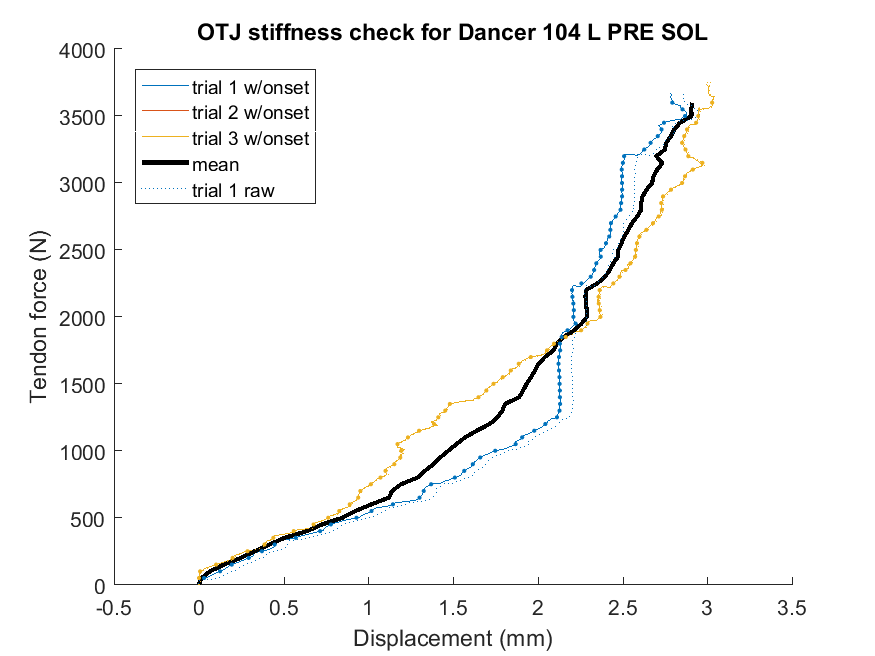 OTJ stiffness check for Dancer 104 L PRE SOL
4000
3500
3000
2500
2000
1500
1000
500
0
Tendon force (N)
trial 1 w/onset
trial 2 w/onset
trial 3 w/onset
mean
trial 1 raw
-0.5
0
0.5
1
1.5
2
2.5
3
3.5
Displacement (mm)